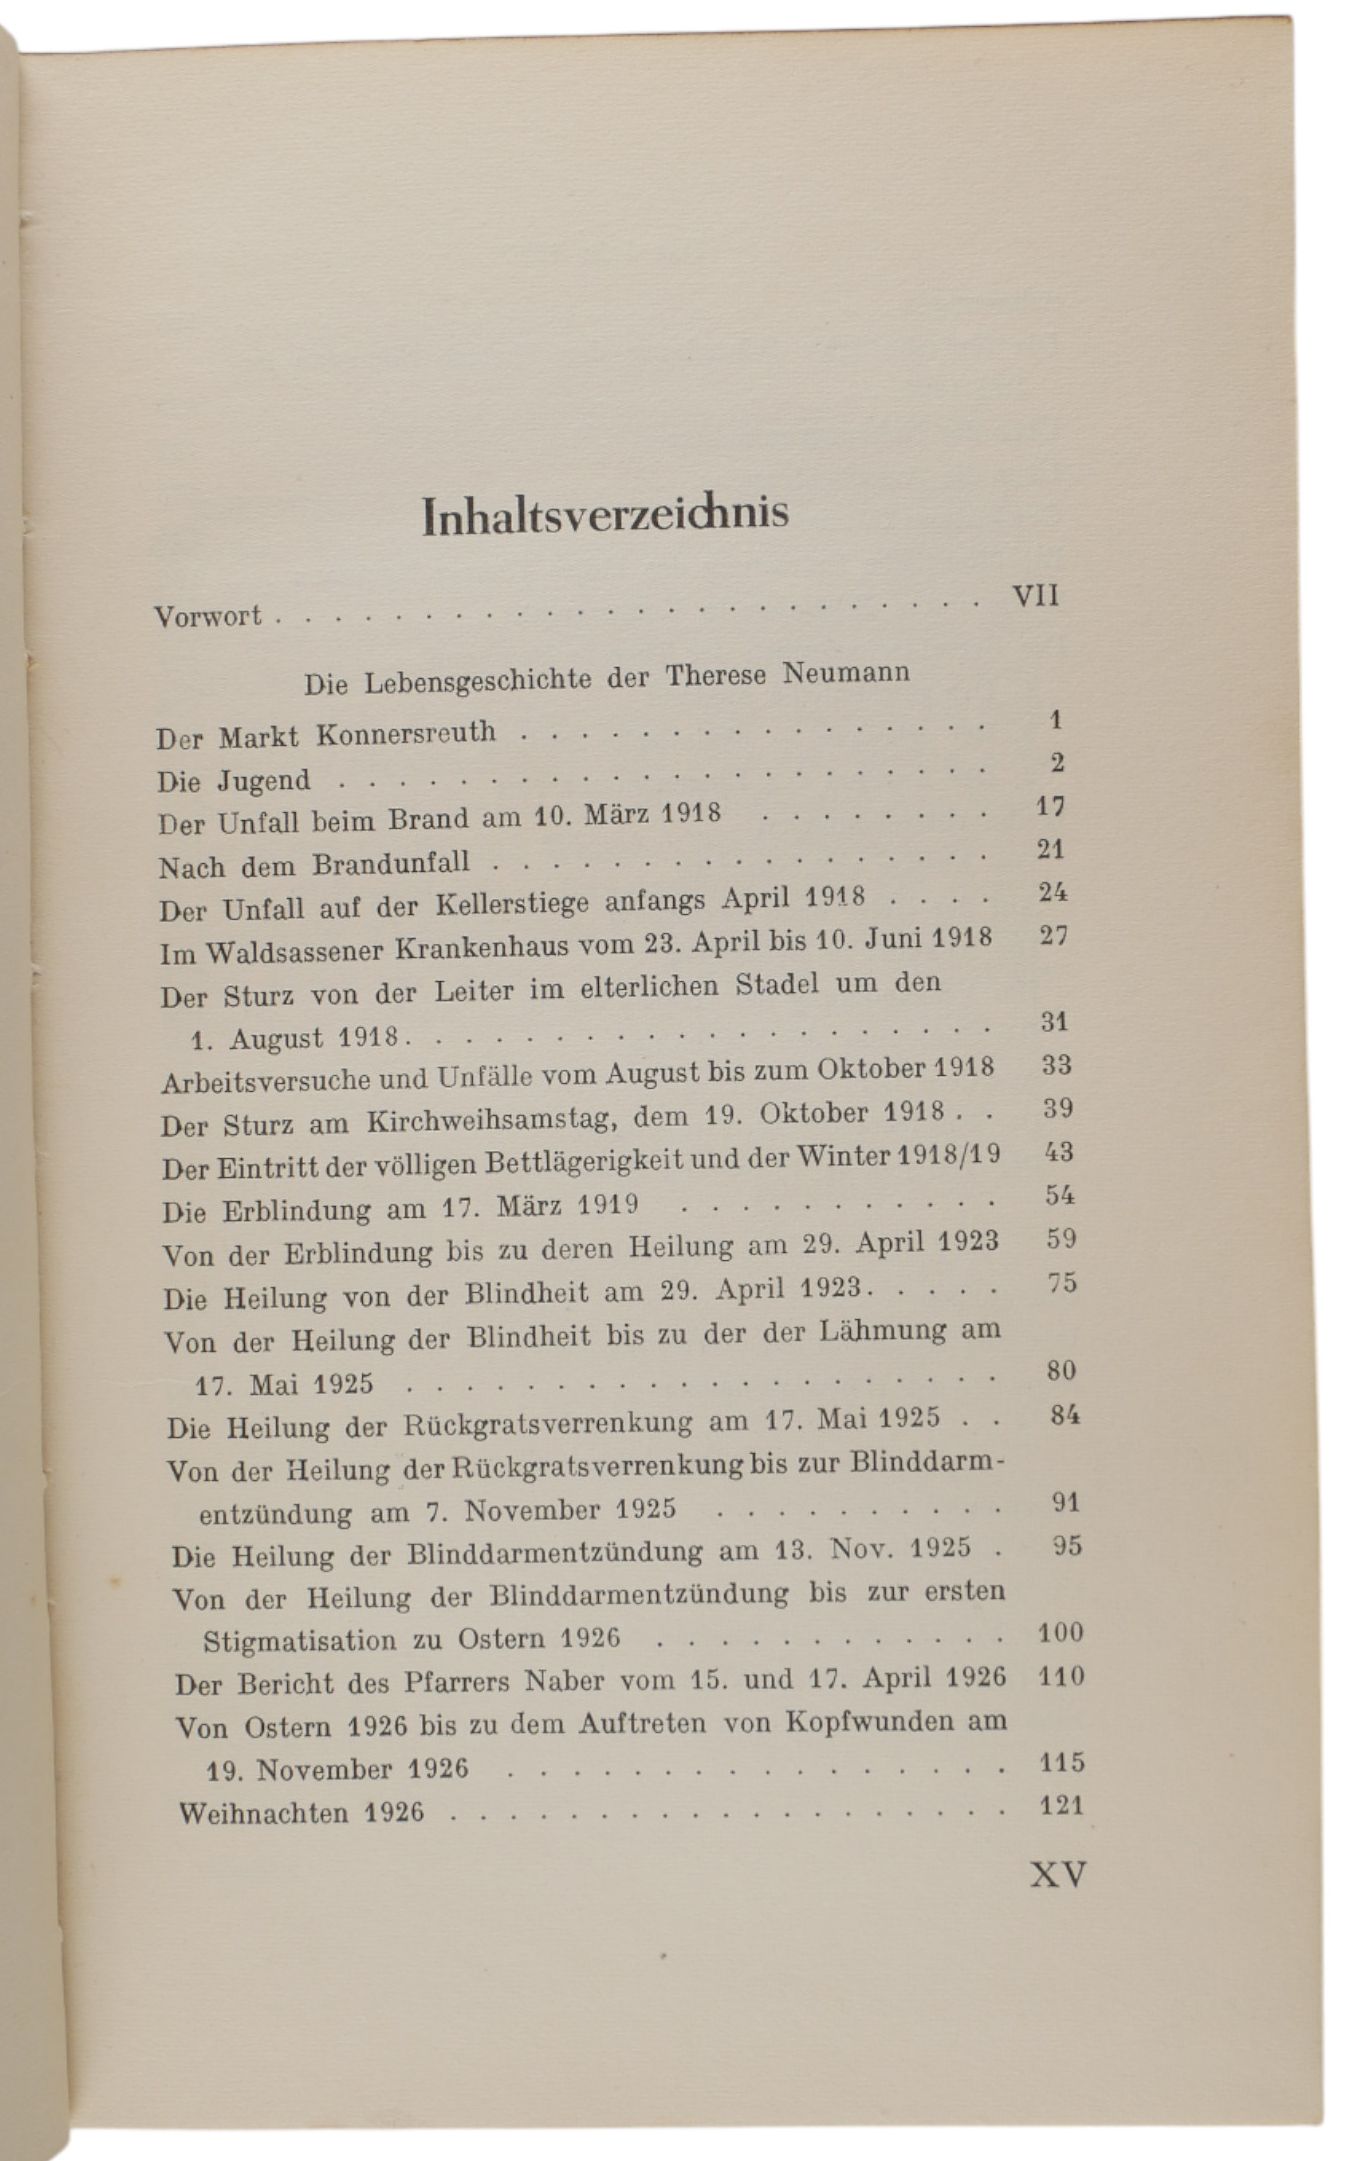 Inhaltsverzeichnis
Vorwort . . . . . . . . . . . . . . . . . . . . . . . . VII
Die Lebensgeschichte der Therese Neumann
Der Markt Konnersreuth . . . . . . . . . . . . . . . . 1
Die Jugend . . . . . . . . . . . . . . . . . . . . . . 2
Der Unfall beim Brand am 10. März 1918 . . . . . . . . 17
Nach dem Brandunfall . . . . . . . . . . . . . . . . . 21
Der Unfall auf der Kellerstiege anfangs April 1918 . . . . 24
Im Waldsassener Krankenhaus vom 23. April bis 10. Juni 1918 27
Der Sturz von der Leiter im elterlichen Stadel um den
1. August 1918. . . . . . . . . . . . . . . . . . . . 31
Arbeitsversuche und Unfälle vom August bis zum Oktober 1918 33
Der Sturz am Kirchweihsamstag, dem 19. Oktober 1918 . . 39
Der Eintritt der völligen Bettlägerigkeit und der Winter 1918/19 43
Die Erblindung am 17. März 1919 . . . . . . . . . . . 54
Von der Erblindung bis zu deren Heilung am 29. April 1923 59
Die Heilung von der Blindheit am 29. April 1923. . . . . 75
Von der Heilung der Blindheit bis zu der der Lähmung am
17. Mai 1925 . . . . . . . . . . . . . . . . . . . . 80
Die Heilung der Rückgratsverrenkung am 17. Mai 1925 . . 84
Von der Heilung der Rückgratsverrenkung bis zur Blinddarm-
entzündung am 7. November 1925 . . . . . . . . . . 91
Die Heilung der Blinddarmentzündung am 13. Nov. 1925 . 95
Von der Heilung der Blinddarmentzündung bis zur ersten
Stigmatisation zu Ostern 1926 . . . . . . . . . . . . 100
Der Bericht des Pfarrers Naber vom 15. und 17. April 1926 110
Von Ostern 1926 bis zu dem Auftreten von Kopfwunden am
19. November 1926 . . . . . . . . . . . . . . . . . 115
Weihnachten 1926 . . . . . . . . . . . . . . . . . . . 121
XV